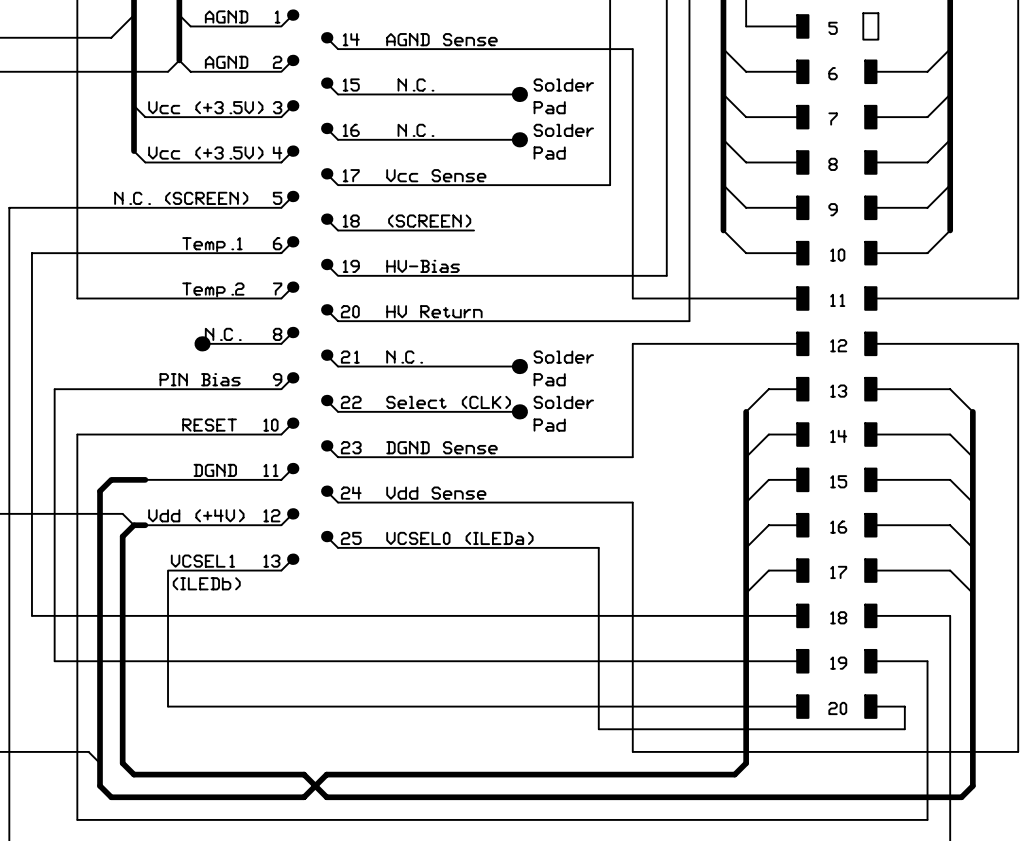 AGND 1
14 AGND Sense
AGND 2
15 N.C. Solder
Pad
Vcc (+3.5V) 3
16 N.C. Solder
Pad
Vcc (+3.5V) 4
17 Vcc Sense
N.C. (SCREEN) 5
18 (SCREEN)
Temp.1 6
19 HV-Bias
Temp.2 7
20 HV Return
N.C. 8
21 N.C. Solder
Pad
PIN Bias 9
22 Select (CLK) Solder
Pad
RESET 10
23 DGND Sense
DGND 11
24 Vdd Sense
Vdd (+4V) 12
25 VCSEL0 (ILEDa)
VCSEL1 13
(ILEDb)
5
6
7
8
9
10
11
12
13
14
15
16
17
18
19
20